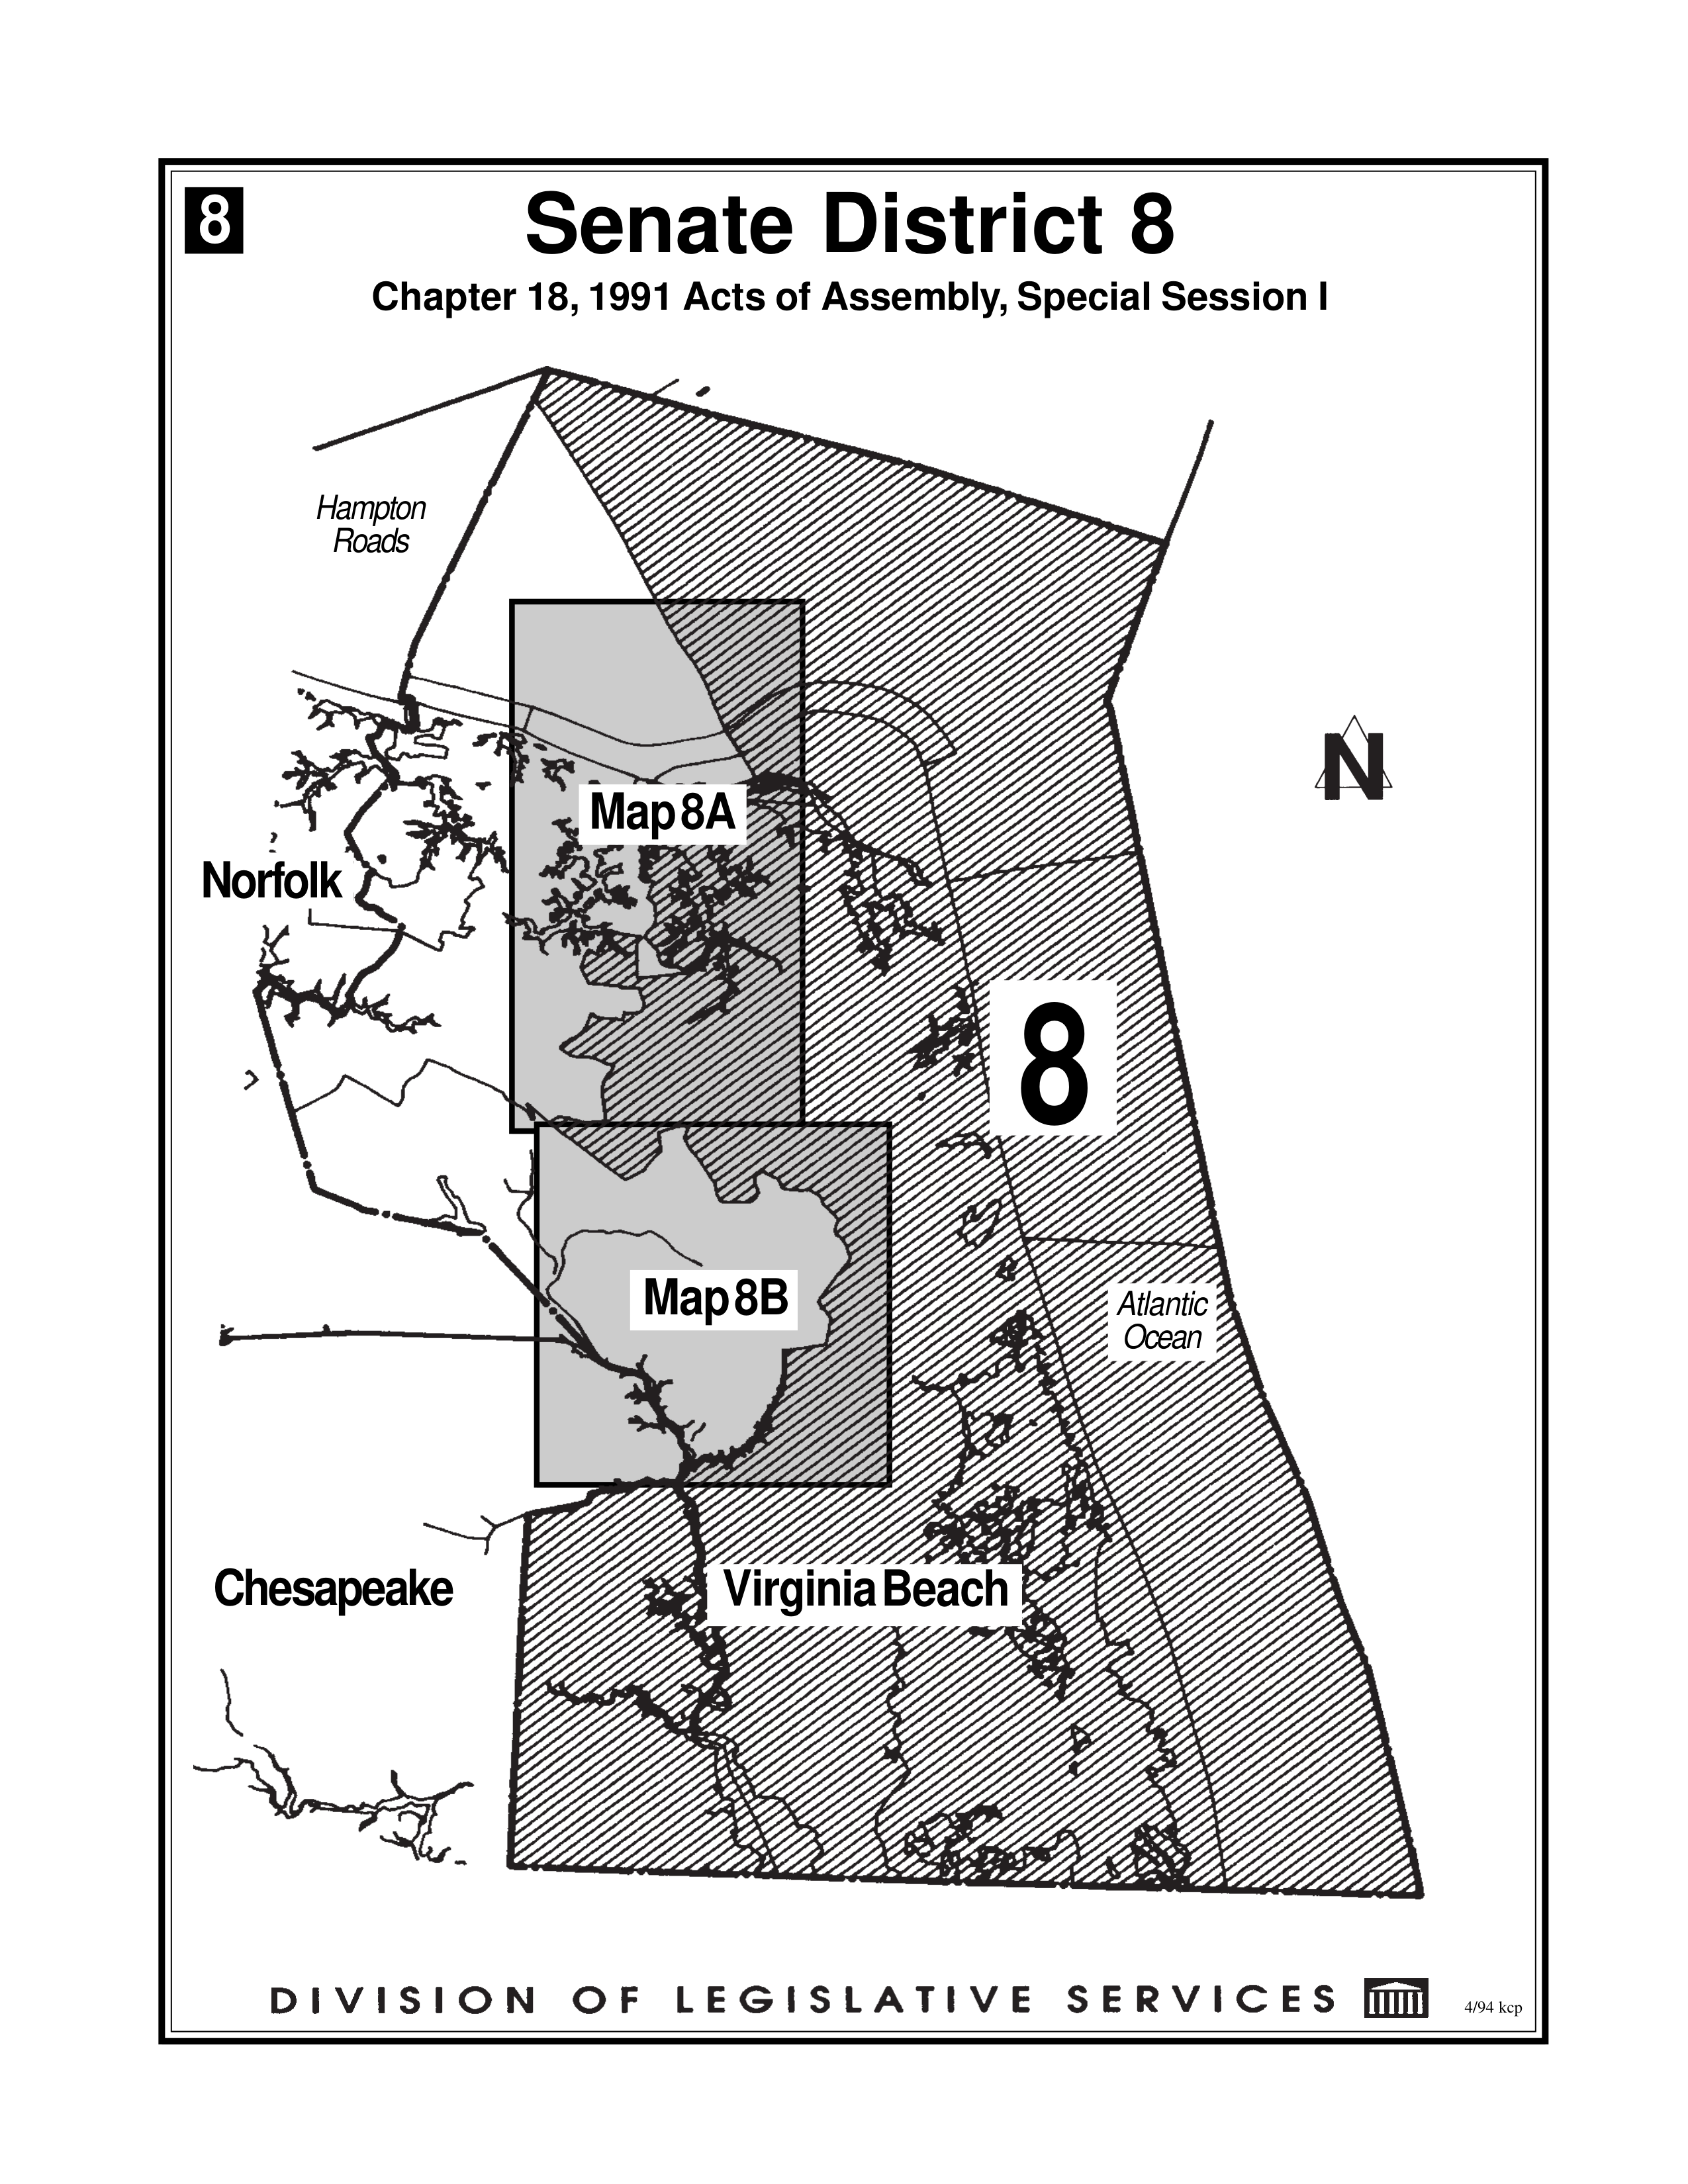 8
Senate District 8
Chapter 18, 1991 Acts of Assembly, Special Session I
Hampton
Roads
N
Map 8A
Norfolk
8
Map 8B
Atlantic
Ocean
Chesapeake
Virginia Beach
DIVISION OF LEGISLATIVE SERVICES
4/94 kcp